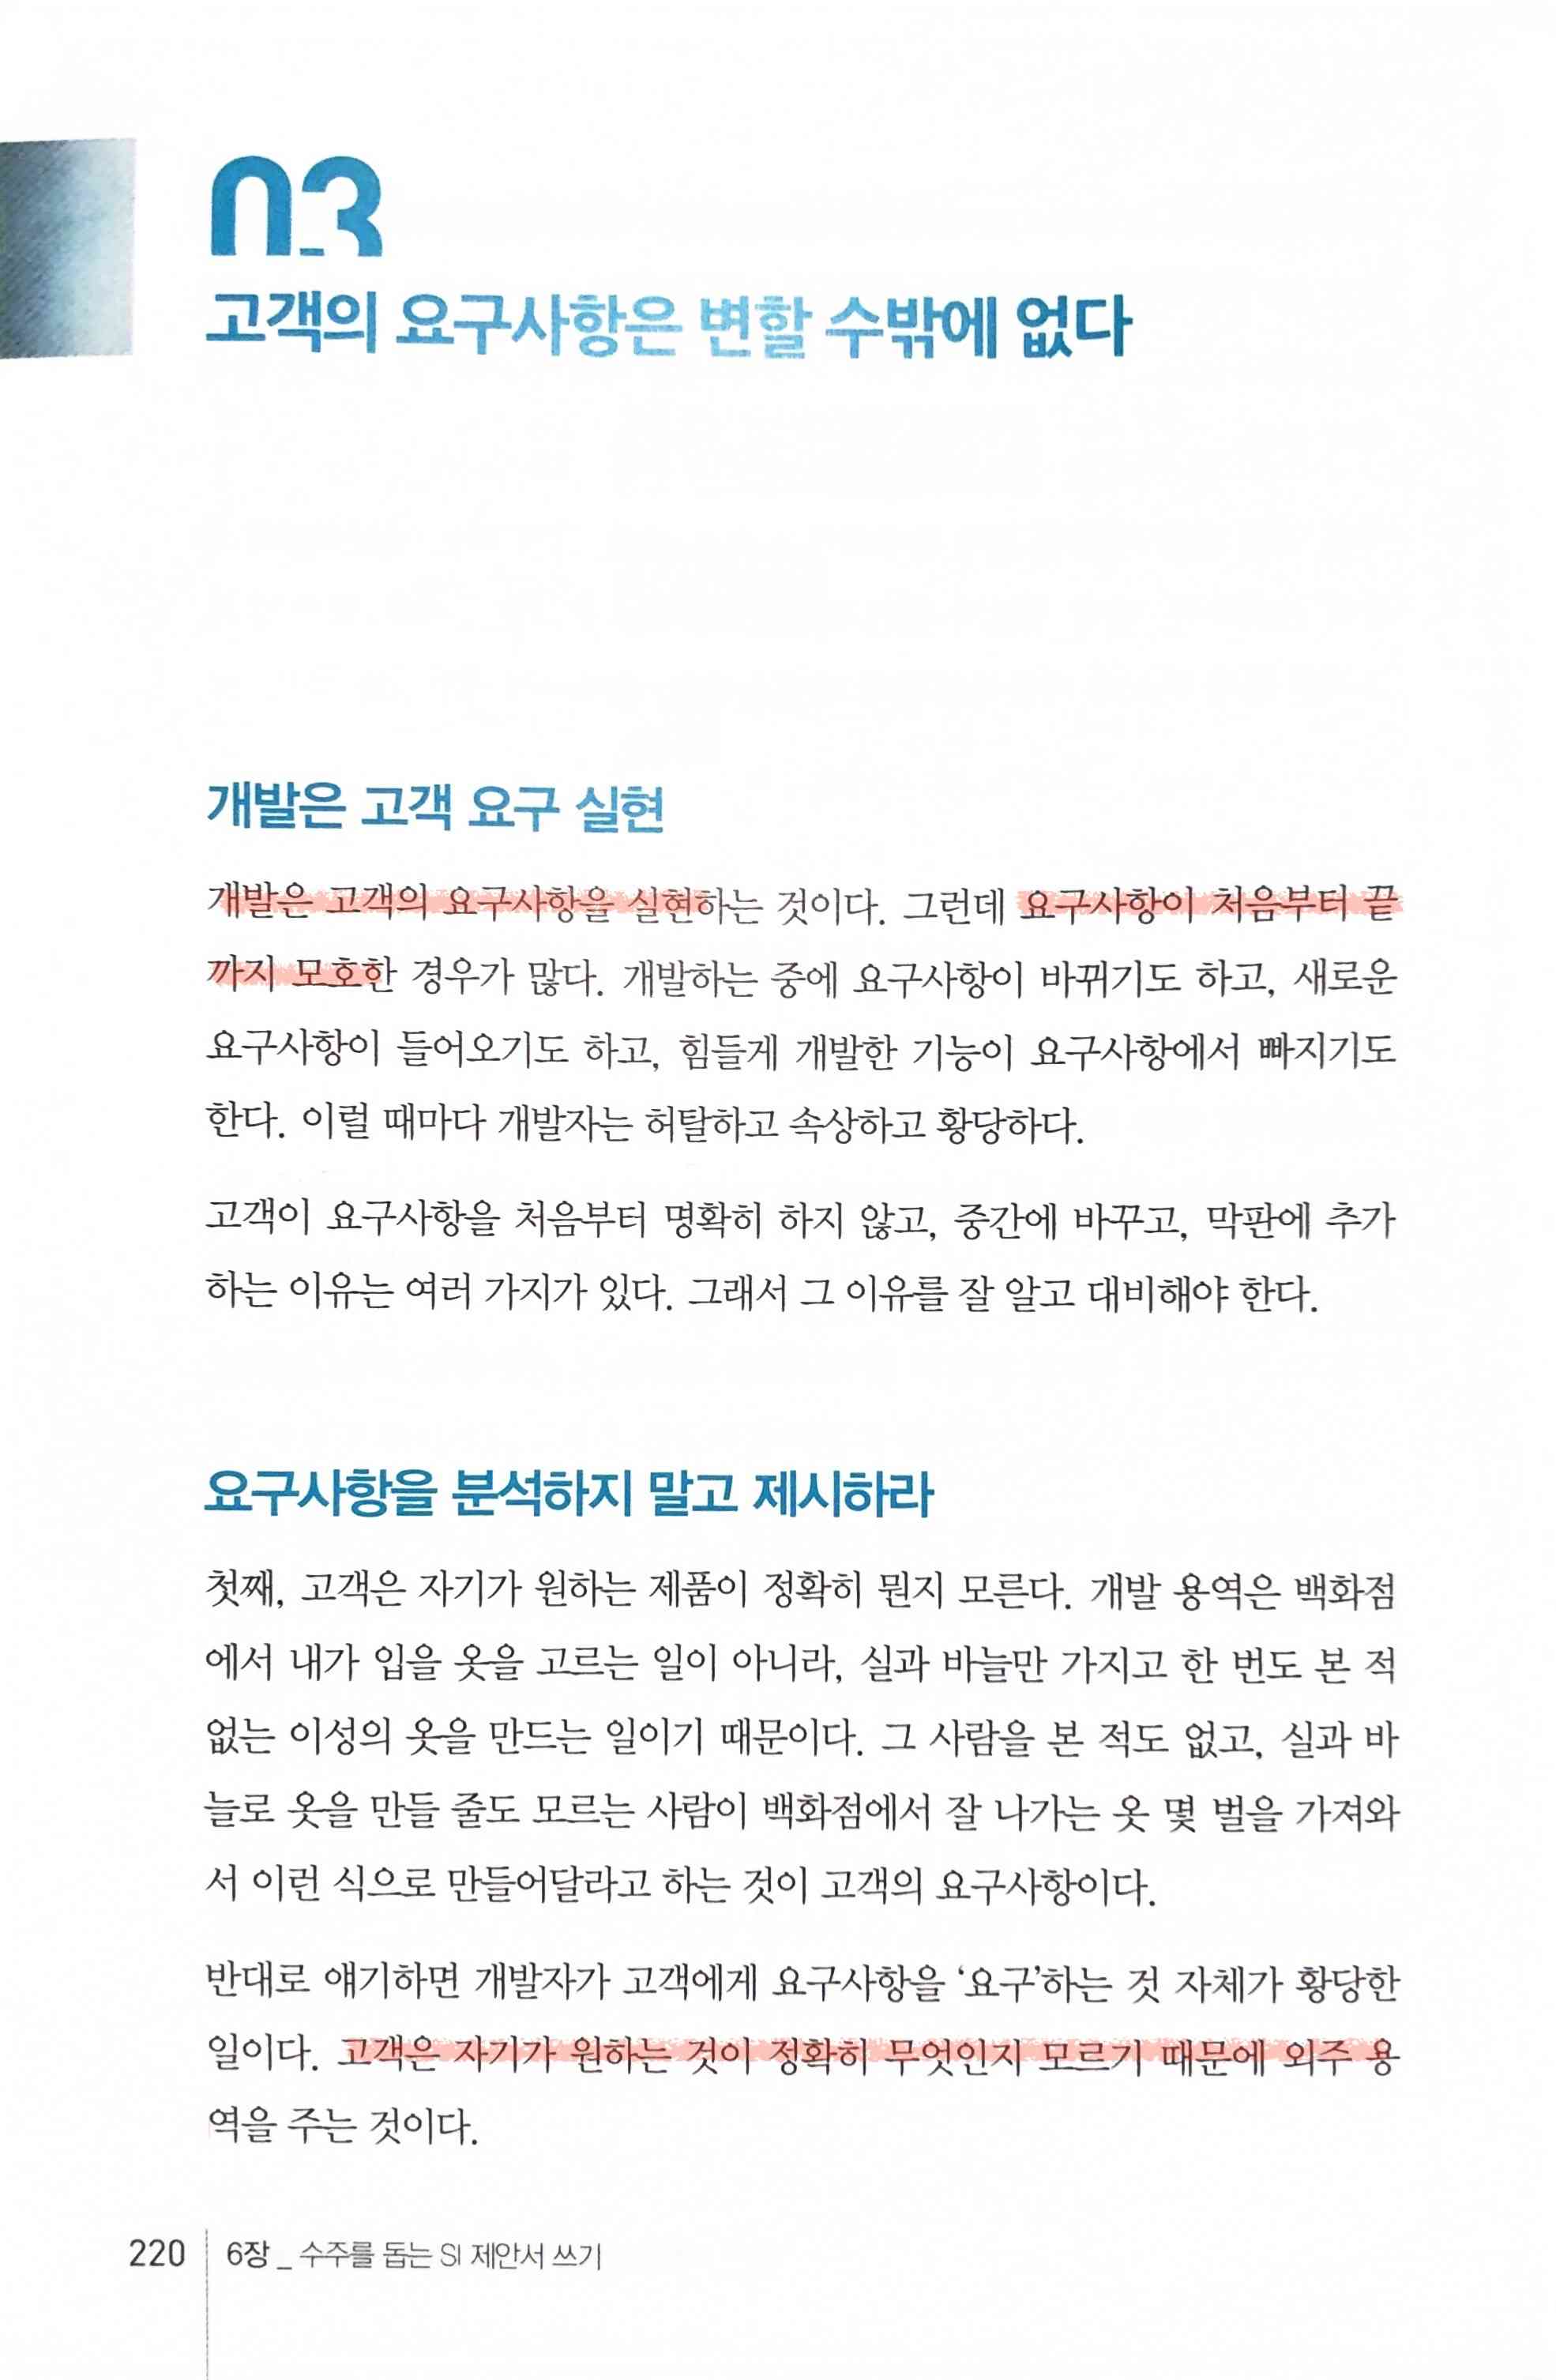 03
고객의 요구사항은 변할 수밖에 없다
개발은 고객 요구 실현
개발은 고객의 요구사항을 실현하는 것이다. 그런데 요구사항이 처음부터 끝
까지 모호한 경우가 많다. 개발하는 중에 요구사항이 바뀌기도 하고, 새로운
요구사항이 들어오기도 하고, 힘들게 개발한 기능이 요구사항에서 빠지기도
한다. 이럴 때마다 개발자는 허탈하고 속상하고 황당하다.
고객이 요구사항을 처음부터 명확히 하지 않고, 중간에 바꾸고, 막판에 추가
하는 이유는 여러 가지가 있다. 그래서 그 이유를 잘 알고 대비해야 한다.
요구사항을 분석하지 말고 제시하라
첫째, 고객은 자기가 원하는 제품이 정확히 뭔지 모른다. 개발 용역은 백화점
에서 내가 입을 옷을 고르는 일이 아니라, 실과 바늘만 가지고 한 번도 본 적
없는 이성의 옷을 만드는 일이기 때문이다. 그 사람을 본 적도 없고, 실과 바
늘로 옷을 만들 줄도 모르는 사람이 백화점에서 잘 나가는 옷 몇 벌을 가져와
서 이런 식으로 만들어달라고 하는 것이 고객의 요구사항이다.
반대로 얘기하면 개발자가 고객에게 요구사항을 ‘요구’하는 것 자체가 황당한
일이다. 고객은 자기가 원하는 것이 정확히 무엇인지 모르기 때문에 외주 용
역을 주는 것이다.
220 6장 _ 수주를 돕는 SI 제안서 쓰기